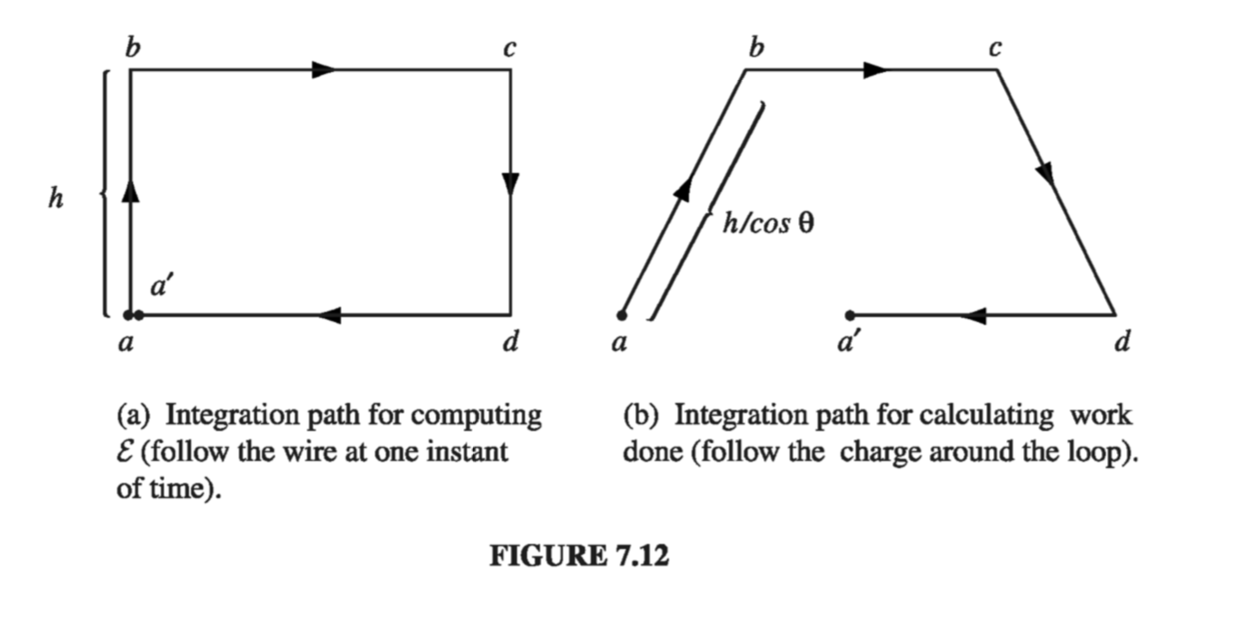 b
c
h
a′
a
d
b
c
h/cos θ
a
a′
d
(a) Integration path for computing
ℰ (follow the wire at one instant
of time).
(b) Integration path for calculating work
done (follow the charge around the loop).
FIGURE 7.12